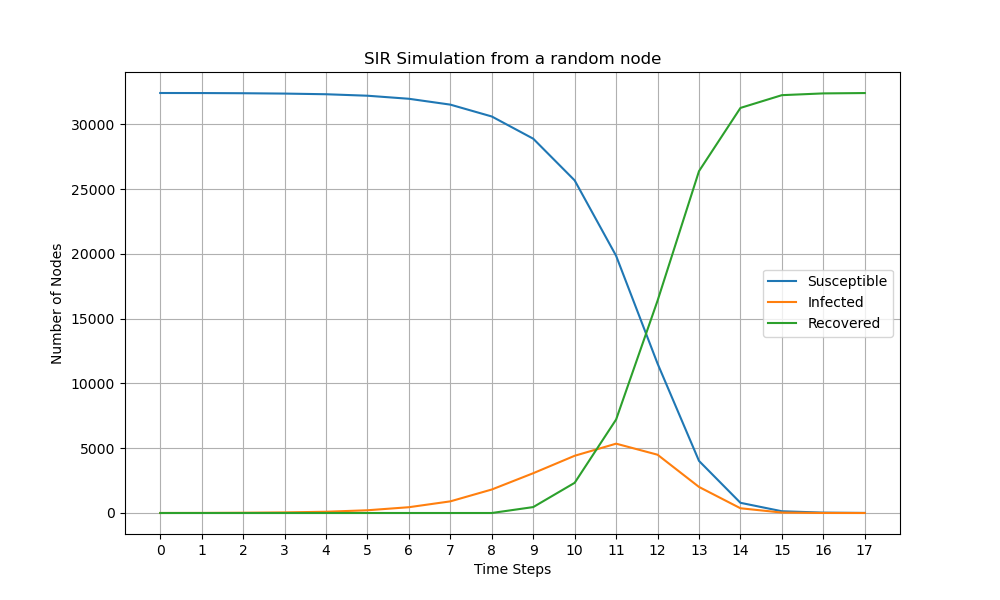 SIR Simulation from a random node
Number of Nodes
30000
25000
20000
15000
10000
5000
0
Susceptible
Infected
Recovered
0 1 2 3 4 5 6 7 8 9 10 11 12 13 14 15 16 17
Time Steps